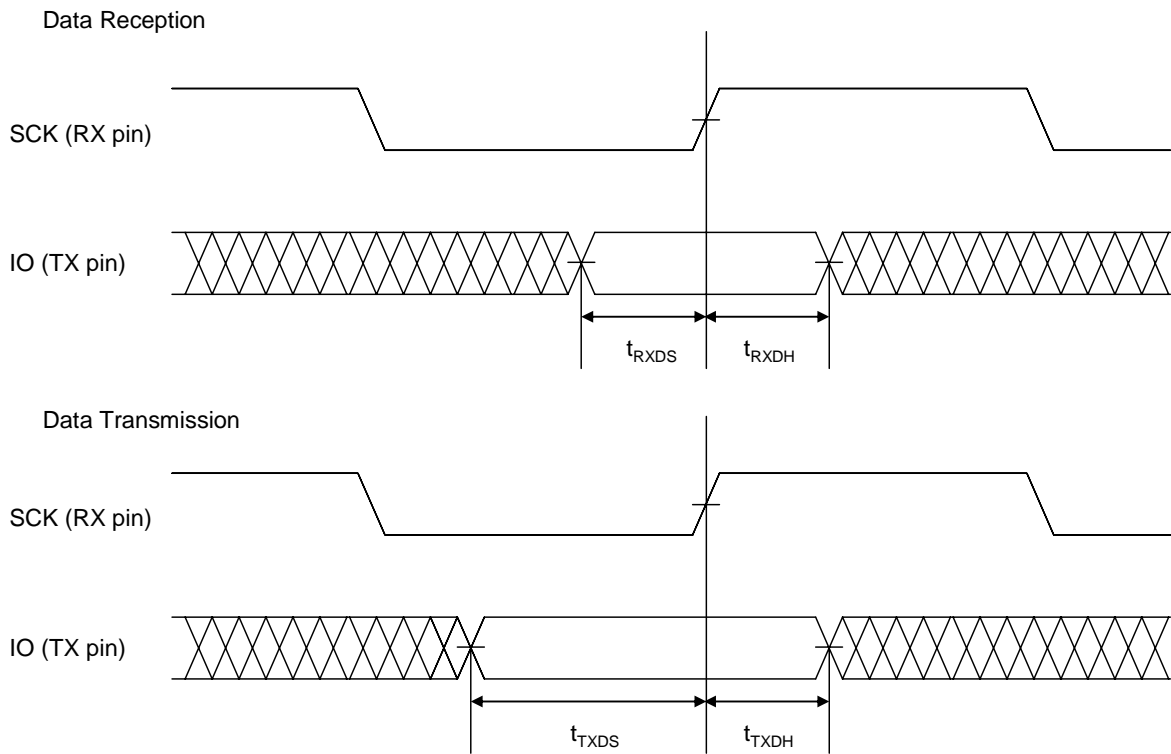 Data Reception
SCK (RX pin)
IO (TX pin)
tRXDS tRXDH
Data Transmission
SCK (RX pin)
IO (TX pin)
tTXDS tTXDH